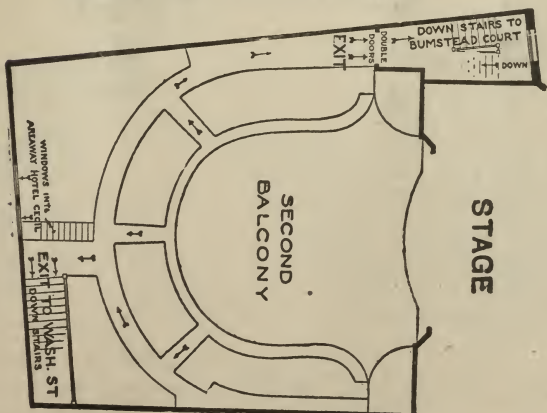 DOWN STAIRS TO
BUMSTEAD COURT
DOWN
DOUBLE
DOORS
EXIT
STAGE
SECOND
BALCONY
WINDOWS INTO
AREAWAY HOTEL CECIL
EXIT TO WASH. ST
DOWN STAIRS